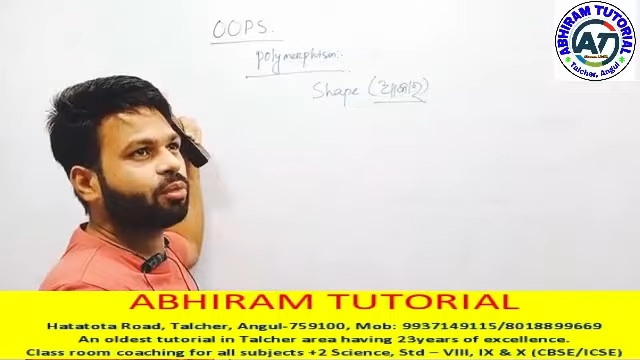 OOPS.
polymorphism:-
Shape (ଆକାର)
ABHIRAM TUTORIAL
AT
Talcher, Angul
ABHIRAM TUTORIAL
Hatatota Road, Talcher, Angul-759100, Mob: 9937149115/8018899669
An oldest tutorial in Talcher area having 23years of excellence.
Class room coaching for all subjects +2 Science, Std – VIII, IX & X (CBSE/ICSE)